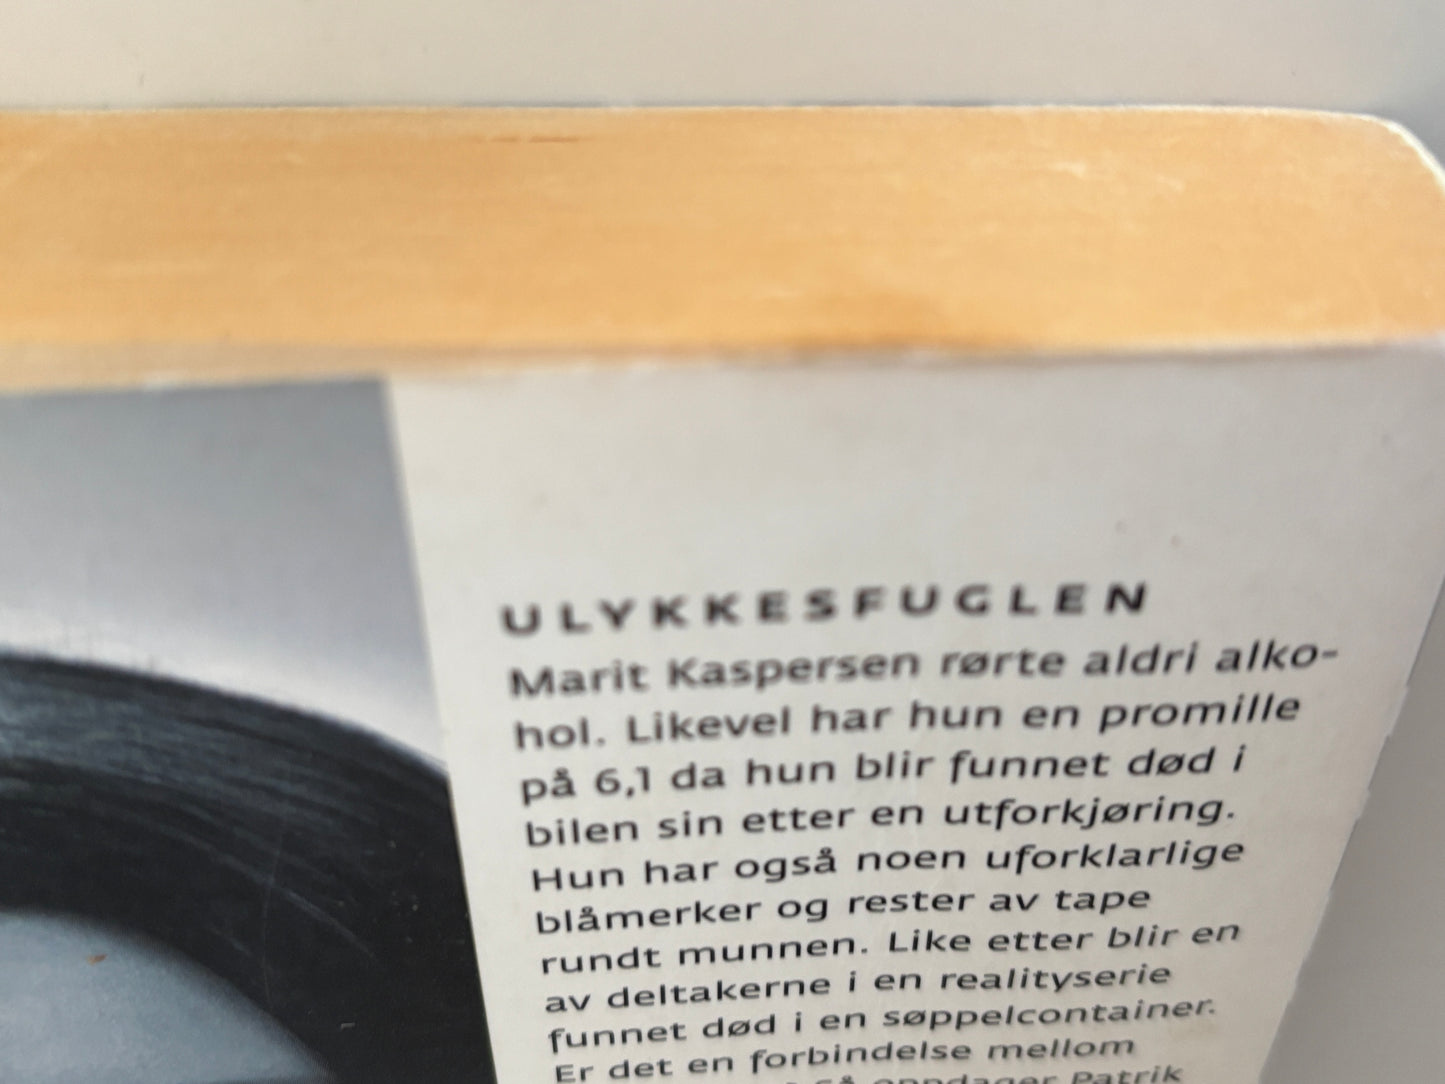 ULYKKESFUGLEN
Marit Kaspersen rørte aldri alko-
hol. Likevel har hun en promille
på 6,1 da hun blir funnet død i
bilen sin etter en utforkjøring.
Hun har også noen uforklarlige
blåmerker og rester av tape
rundt munnen. Like etter blir en
av deltakerne i en realityserie
funnet død i en søppelcontainer.
Er det en forbindelse mellom
oppdager Patrik